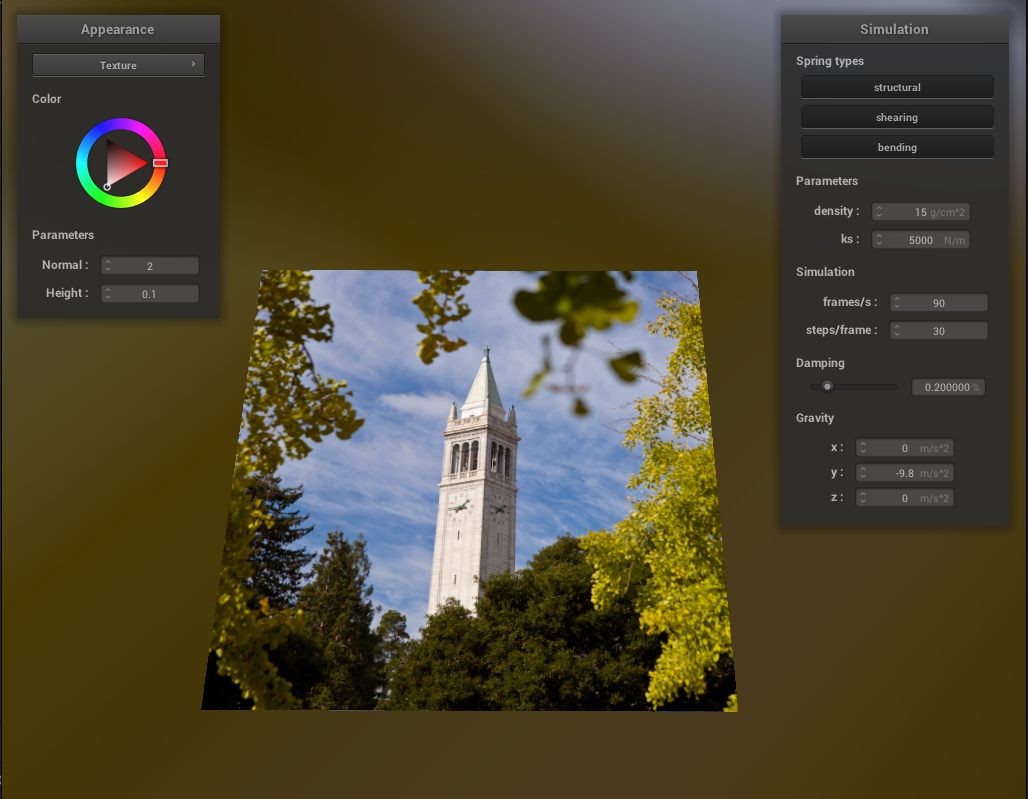 Appearance
Texture
Color
Parameters
Normal : 2
Height : 0.1
Simulation
Spring types
structural
shearing
bending
Parameters
density : 15 g/cm^2
ks : 5000 N/m
Simulation
frames/s : 90
steps/frame : 30
Damping
0.200000 %
Gravity
x : 0 m/s^2
y : -9.8 m/s^2
z : 0 m/s^2